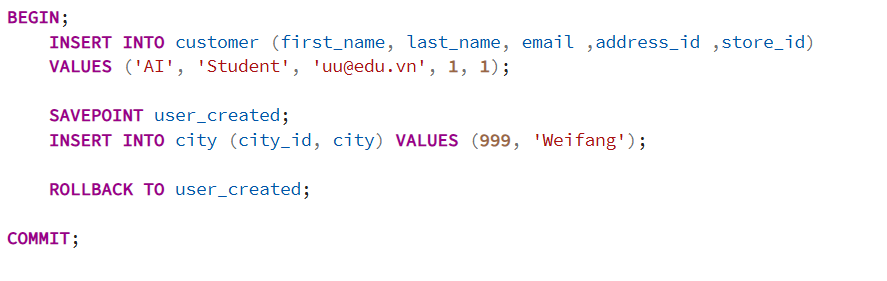 BEGIN;
INSERT INTO customer (first_name, last_name, email ,address_id ,store_id)
VALUES ('AI', 'Student', 'uu@edu.vn', 1, 1);
SAVEPOINT user_created;
INSERT INTO city (city_id, city) VALUES (999, 'Weifang');
ROLLBACK TO user_created;
COMMIT;